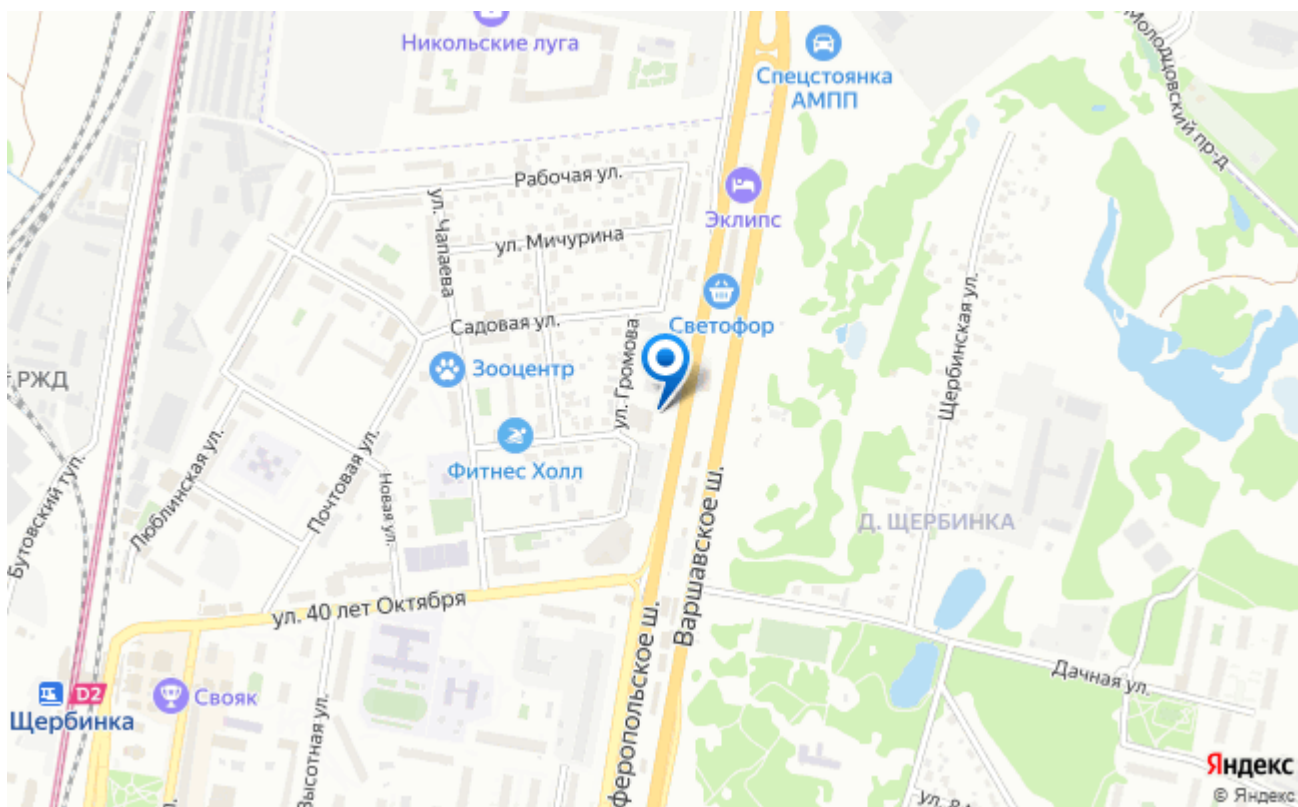 Никольские луга
Спецстоянка
АМПП
Молодцовский пр-д
Рабочая ул.
Эклипс
ул. Чапаева
ул. Мичурина
Садовая ул.
Светофор
Щербинская ул.
г РЖД
Зооцентр
ул. Громова
Фитнес Холл
Бутовский туп.
Люблинская ул.
Почтовая ул.
Новая ул.
Варшавское ш.
Д. ЩЕРБИНКА
ул. 40 лет Октября
феропольское ш.
Дачная ул.
D2
Щербинка
Свояк
Высотная ул.
Яндекс
© Яндекс